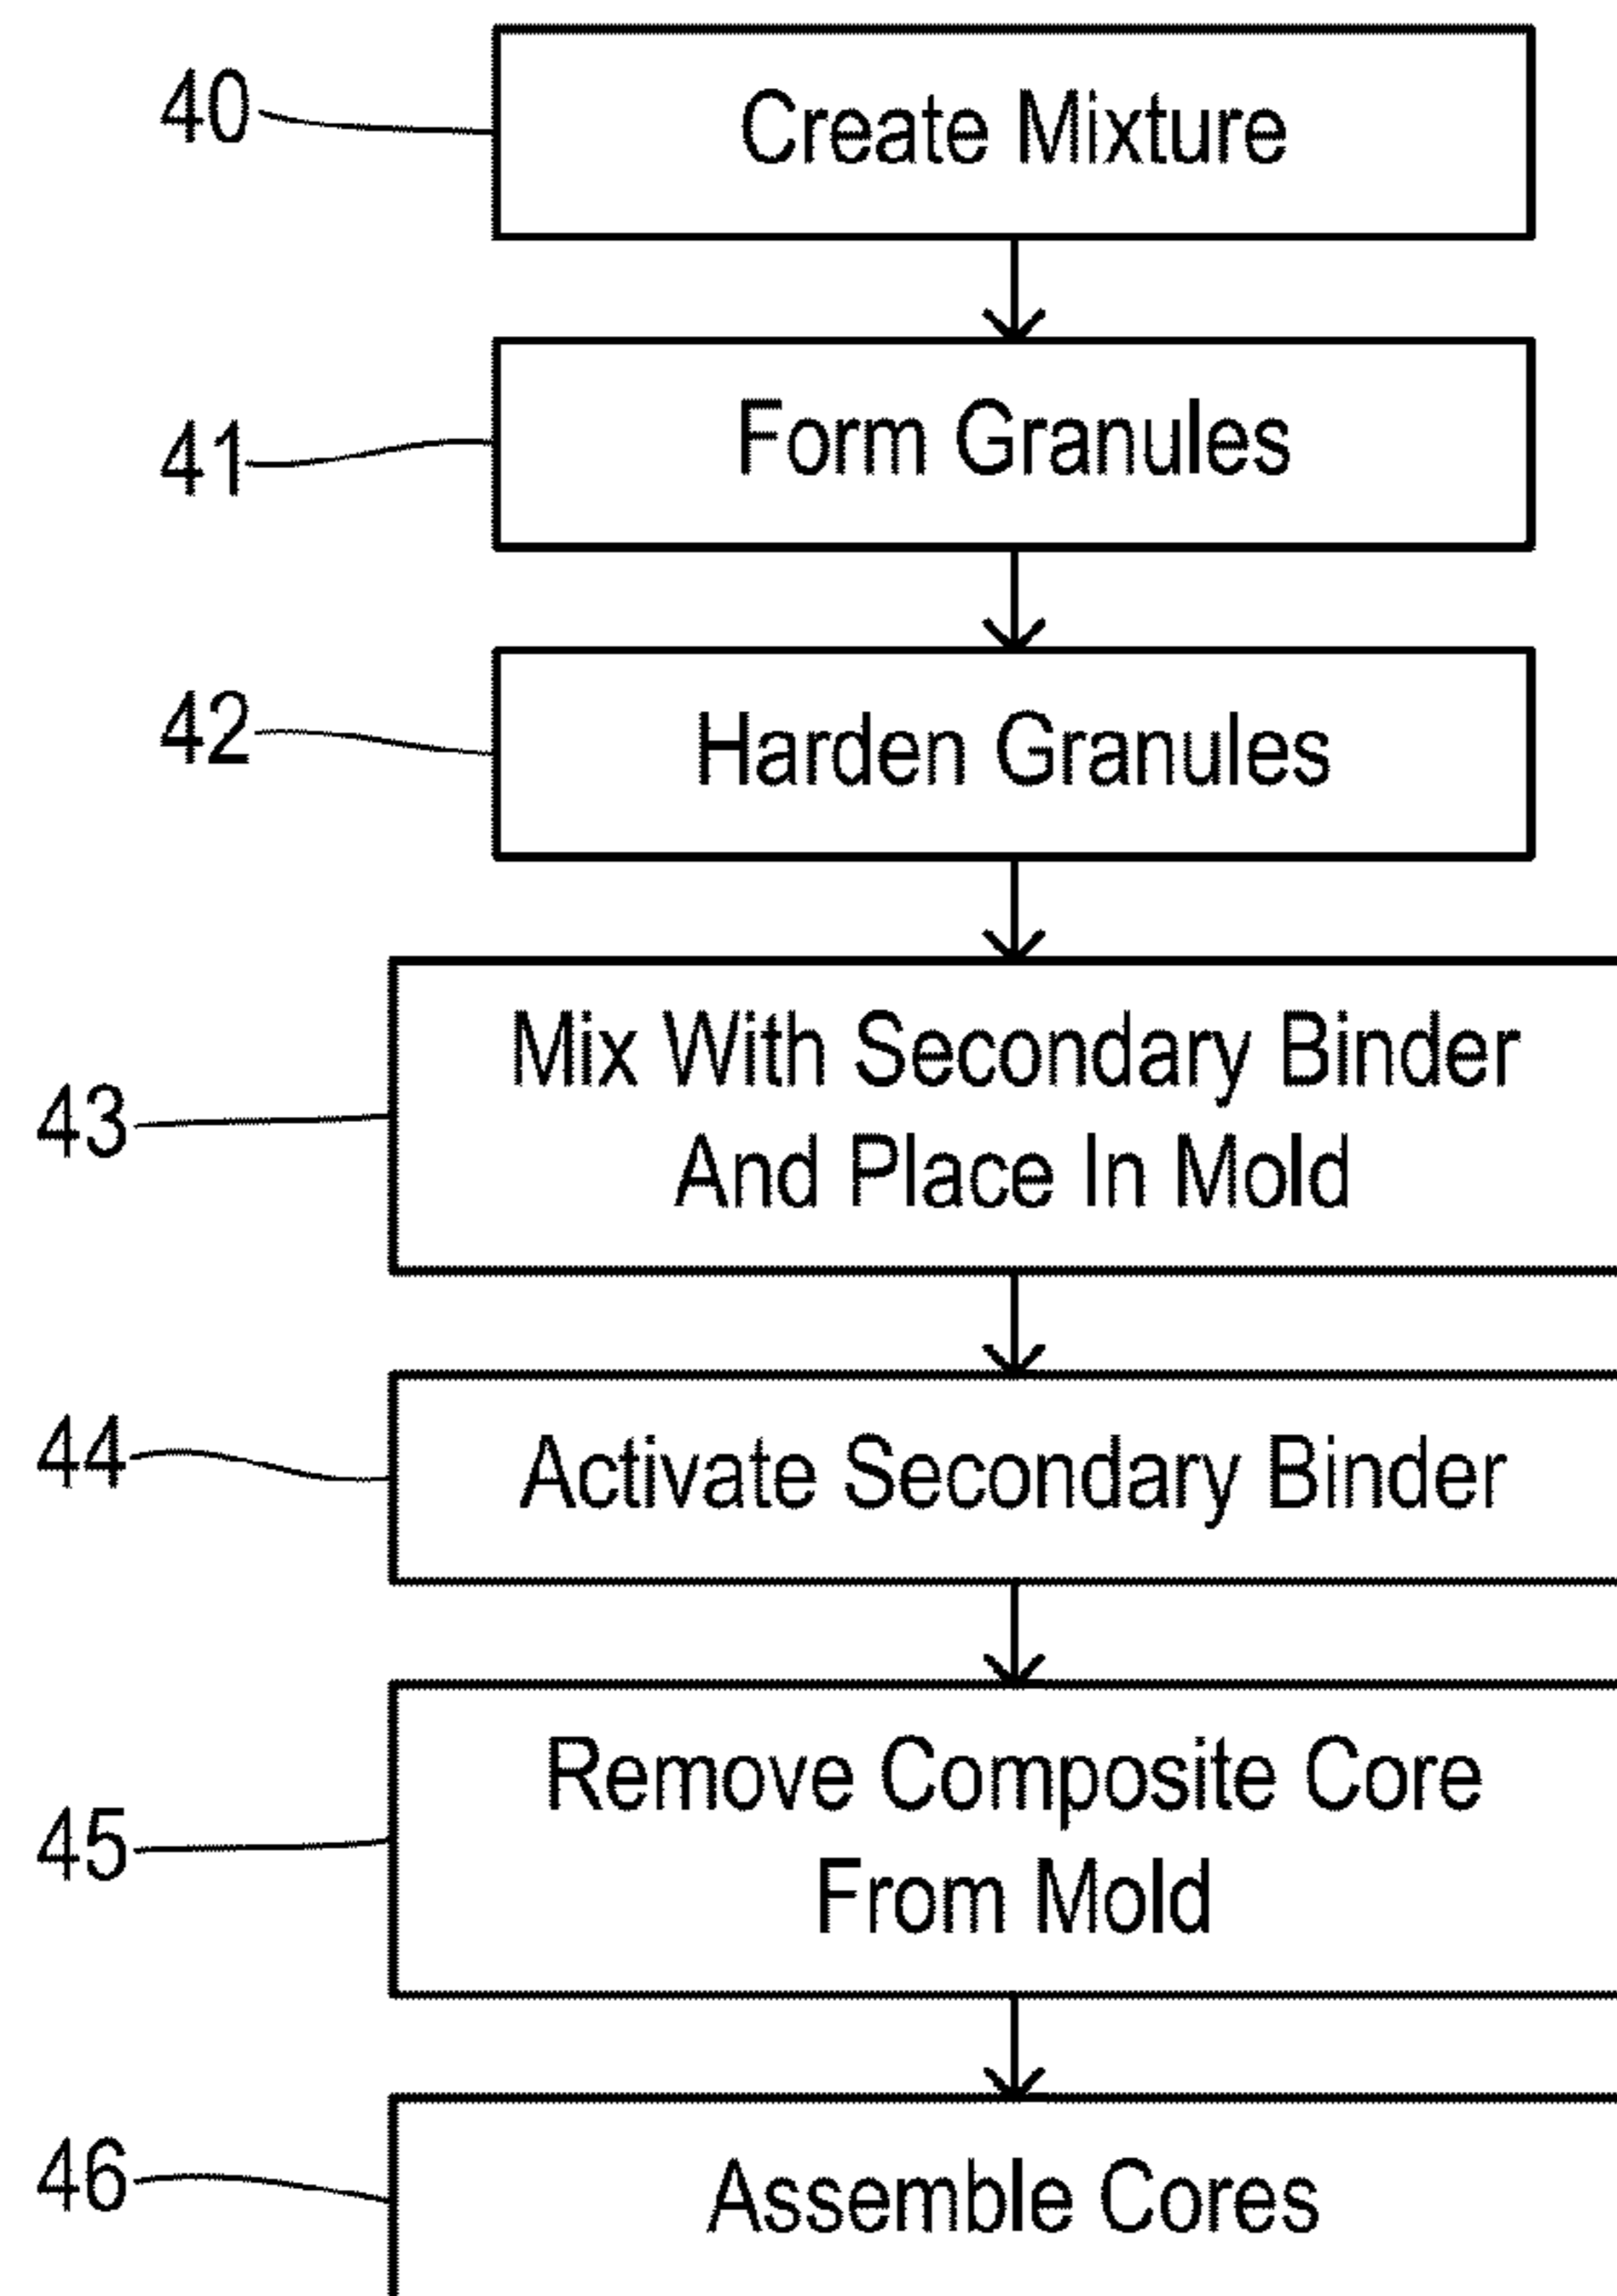 40
Create Mixture
41
Form Granules
42
Harden Granules
43
Mix With Secondary Binder
And Place In Mold
44
Activate Secondary Binder
45
Remove Composite Core
From Mold
46
Assemble Cores